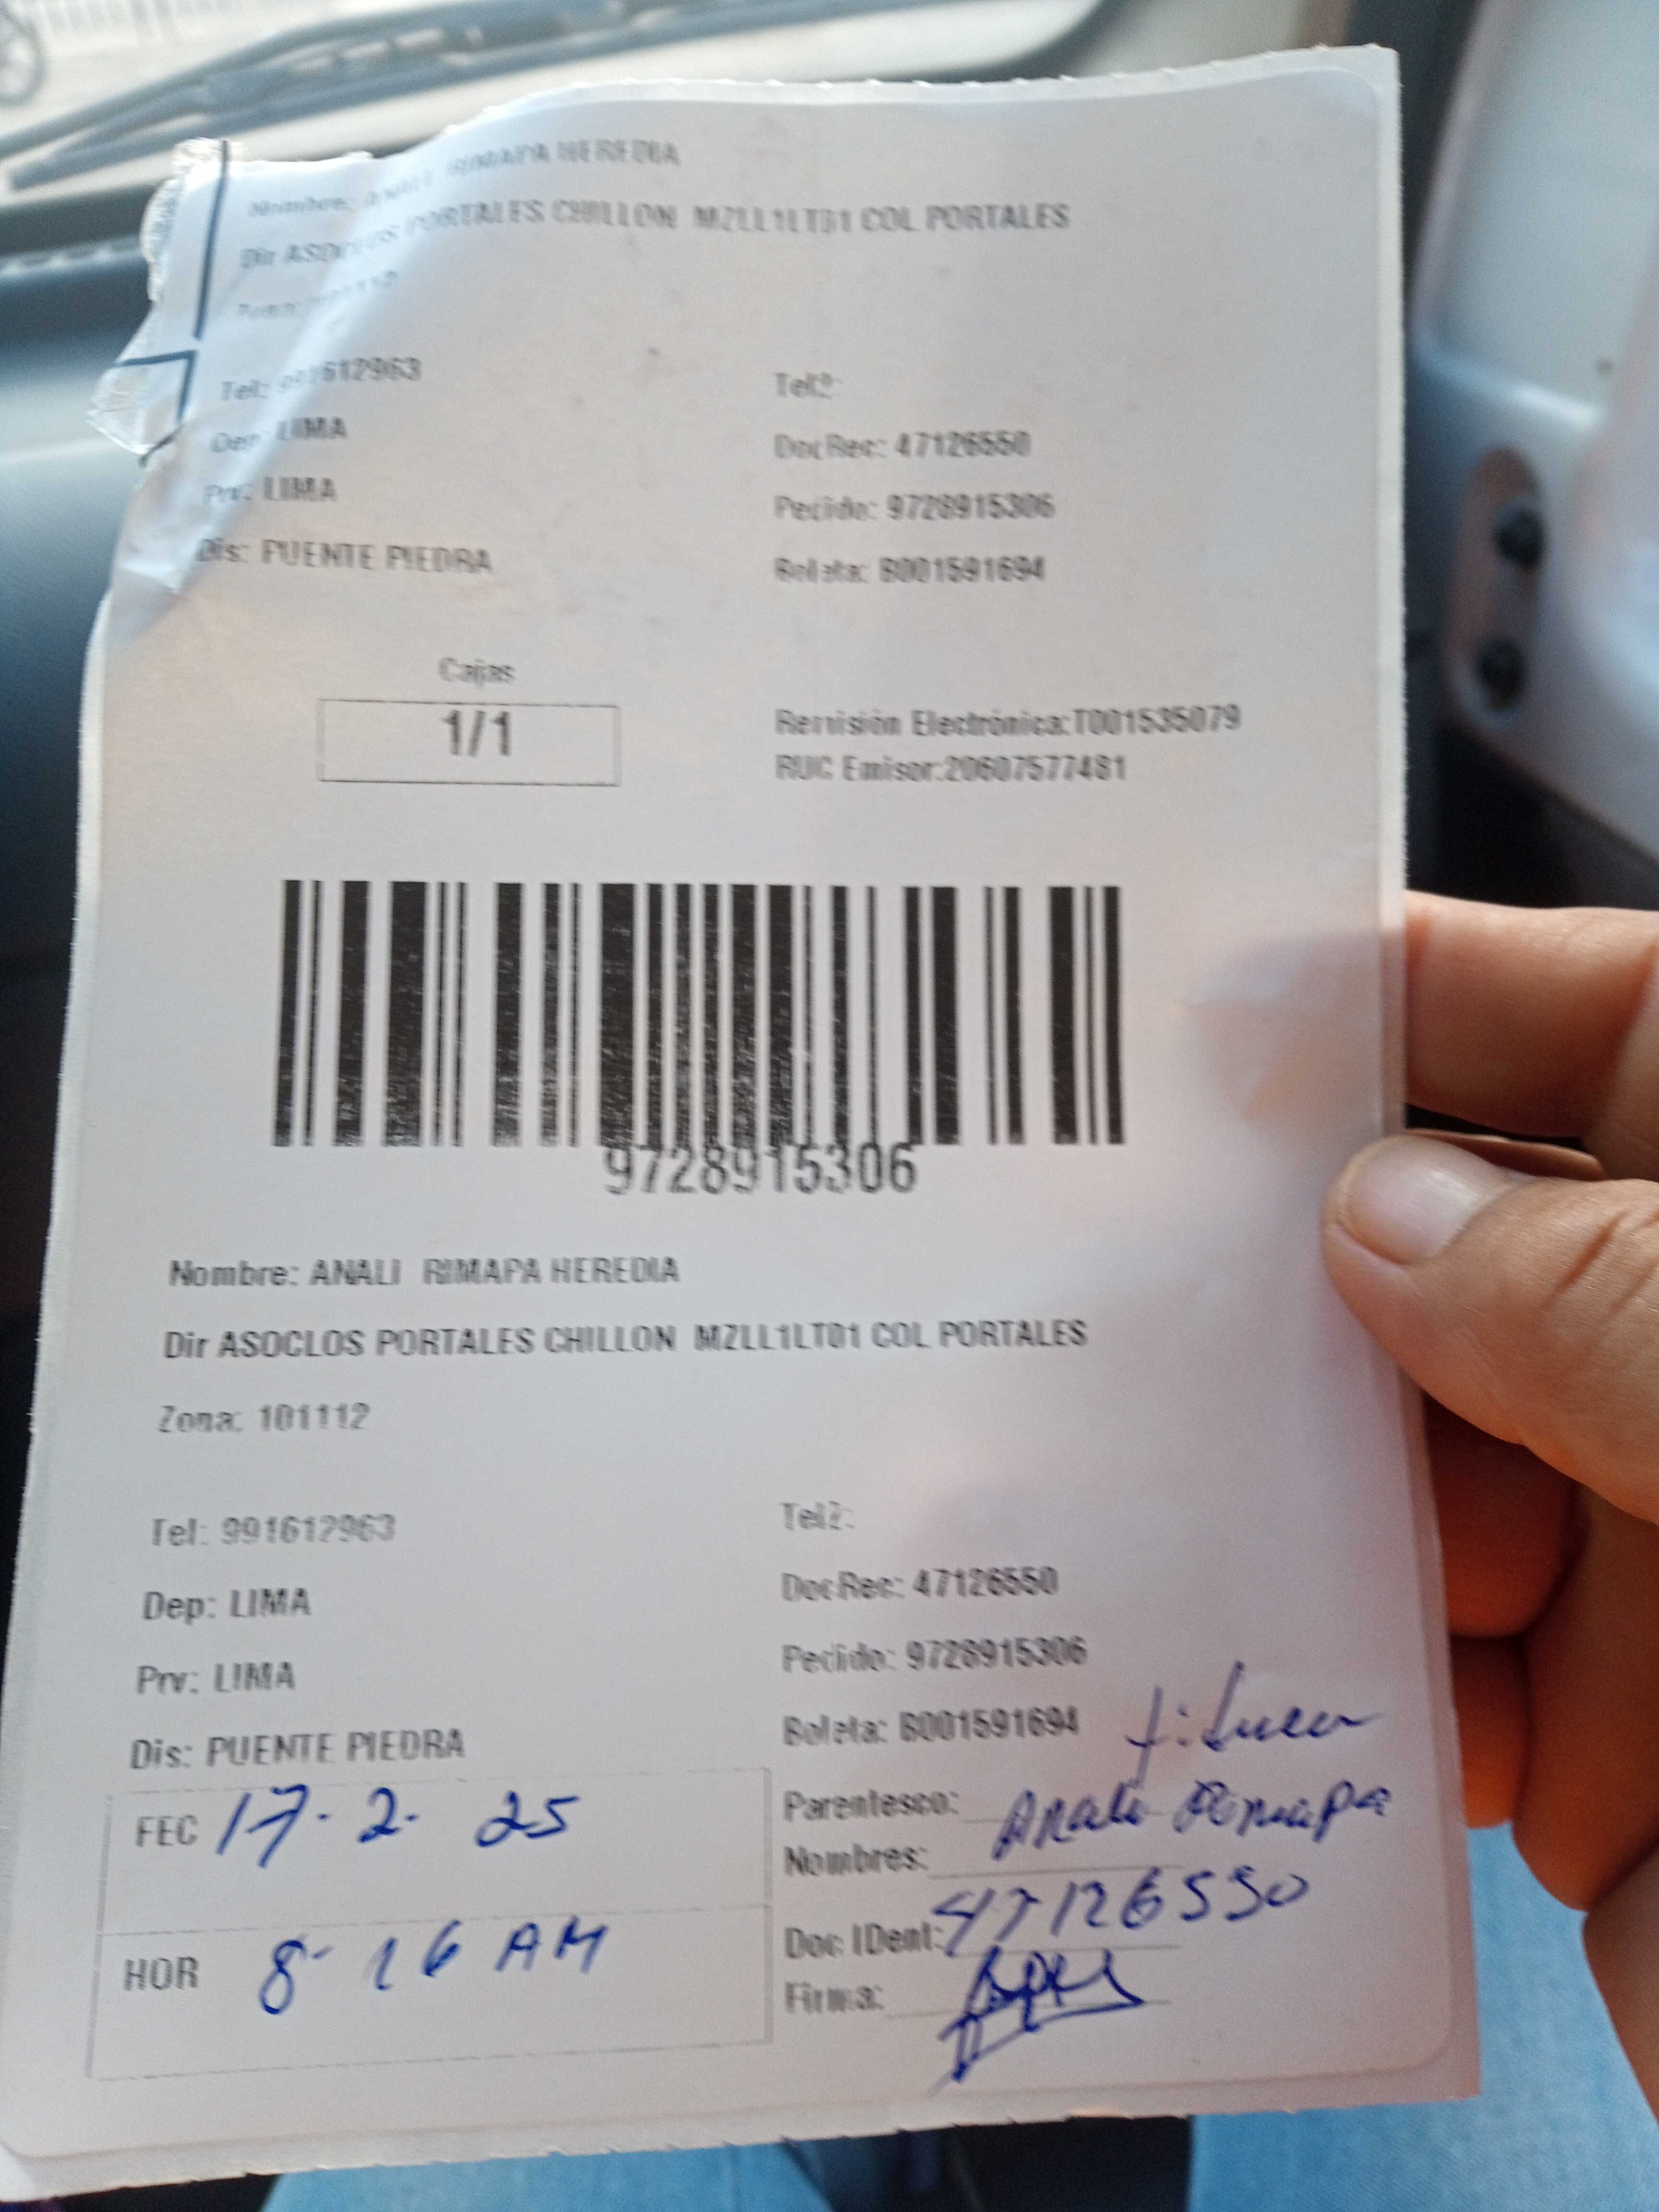 Nombre: ANALI RIMAPA HEREDIA
Dir ASOCLOS PORTALES CHILLON MZLL1LT01 COL PORTALES
Tel: 991612963
Tel2:
Dep: LIMA
DocRec: 47126550
Prv: LIMA
Pedido: 9728915306
Dis: PUENTE PIEDRA
Boleta: B001591694
Cajas
1/1
Remisión Electrónica:T001535079
RUC Emisor:20607577481
9728915306
Nombre: ANALI RIMAPA HEREDIA
Dir ASOCLOS PORTALES CHILLON MZLL1LT01 COL PORTALES
Zona: 101112
Tel: 991612963
Tel2:
Dep: LIMA
DocRec: 47126550
Prv: LIMA
Pedido: 9728915306
Dis: PUENTE PIEDRA
Boleta: B001591694
FEC 17-2-25
Parentesco:
Nombres: Anali Rimapa
HOR 8-16 AM
Doc IDent: 47126550
Firma: